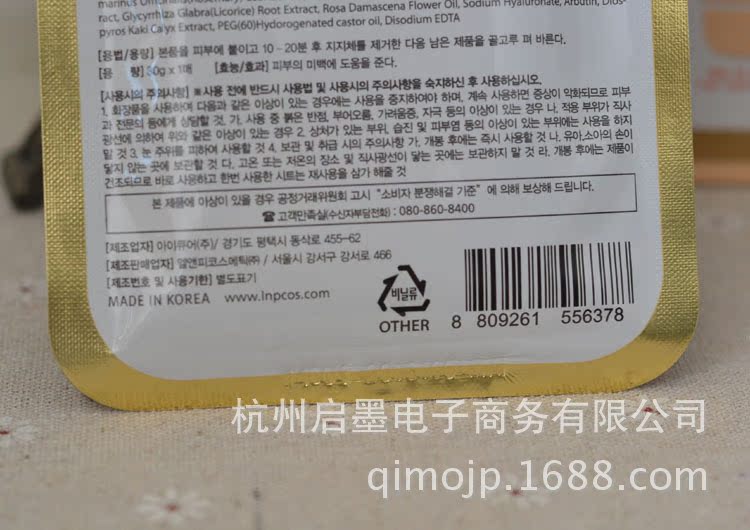 ract, Glycyrrhiza Glabra(Licorice) Root Extract, Rosa Damascena Flower Oil, Sodium Hyaluronate, Arbutin, Dios-
pyros Kaki Calyx Extract, PEG(60)Hydorogenated castor oil, Disodium EDTA
[용법/용량] 본품을 피부에 붙이고 10~20분 후 지지체를 제거한 다음 남은 제품을 골고루 펴 바른다.
[용 량] 30g x 1매 [효능/효과] 피부의 미백에 도움을 준다.
[사용시의 주의사항] ※사용 전에 반드시 사용법 및 사용시의 주의사항을 숙지하신 후 사용하십시오.
1. 화장품을 사용하여 다음과 같은 이상이 있는 경우에는 사용을 중지하여야 하며, 계속 사용하면 증상이 악화되므로 피부
과 전문의 등에게 상담할 것. 가. 사용 중 붉은 반점, 부어오름, 가려움증, 자극 등의 이상이 있는 경우 나. 적용 부위가 직사
광선에 의하여 위와 같은 이상이 있는 경우 2. 상처가 있는 부위, 습진 및 피부염 등의 이상이 있는 부위에는 사용을 하지
말 것 3. 눈 주위를 피하여 사용할 것 4. 보관 및 취급 시의 주의사항 가. 개봉 후에는 즉시 사용할 것 나. 유아·소아의 손이
닿지 않는 곳에 보관할 것 다. 고온 또는 저온의 장소 및 직사광선이 닿는 곳에는 보관하지 말 것 라. 개봉 후에는 제품이
건조되므로 바로 사용하고 한번 사용한 시트는 재사용을 삼가 해줄 것
본 제품에 이상이 있을 경우 공정거래위원회 고시 "소비자 분쟁해결 기준" 에 의해 보상해 드립니다.
☎고객만족실(수신자부담전화) : 080-860-8400
[제조업자] 아이큐어(주)/ 경기도 평택시 동삭로 455-62
[제조판매업자] 엘앤피코스메틱㈜ / 서울시 강서구 강서로 466
[제조번호 및 사용기한] 별도표기
MADE IN KOREA www.lnpcos.com
비닐류
OTHER
8 809261 556378
杭州启墨电子商务有限公司
qimojp.1688.com